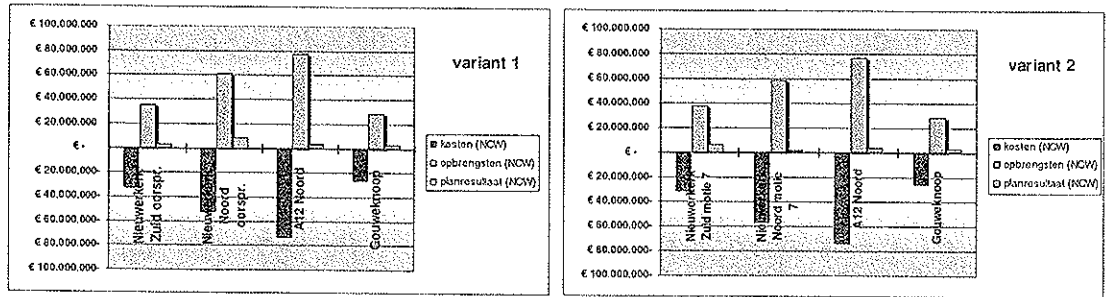 € 100.000.000
€ 80.000.000
€ 60.000.000
€ 40.000.000
€ 20.000.000
€ -
€ 20.000.000-
€ 40.000.000-
€ 60.000.000-
€ 80.000.000-
€ 100.000.000-
Nieuwerkerk
Zuid oorspr.
Nieuwerkerk
Noord
oorspr.
A12 Noord
Gouweknoop
variant 1
kosten (NCW)
opbrengsten (NCW)
planresultaat (NCW)
€ 100.000.000
€ 80.000.000
€ 60.000.000
€ 40.000.000
€ 20.000.000
€ -
€ 20.000.000-
€ 40.000.000-
€ 60.000.000-
€ 80.000.000-
€ 100.000.000-
Nieuwerkerk
Zuid motie 7
Nieuwerkerk
Noord motie
7
A12 Noord
Gouweknoop
variant 2
kosten (NCW)
opbrengsten (NCW)
planresultaat (NCW)